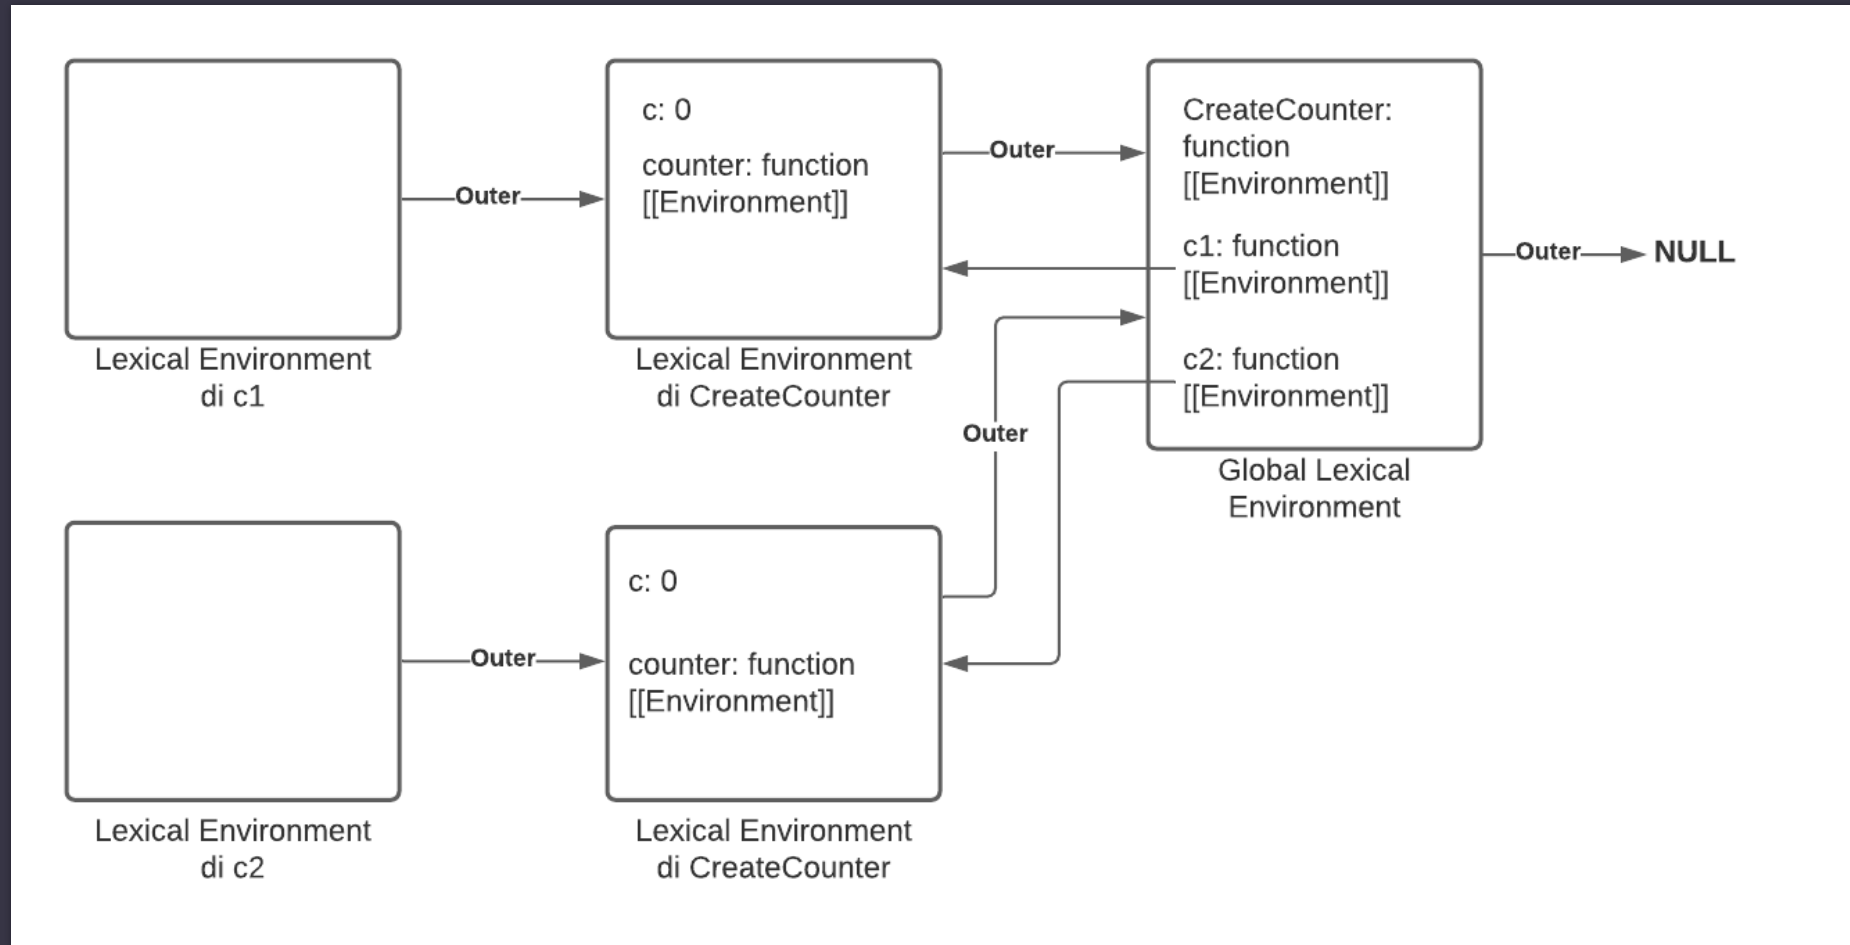 c: 0
counter: function
[[Environment]]
CreateCounter:
function
[[Environment]]
c1: function
[[Environment]]
c2: function
[[Environment]]
Outer
Outer
Outer
NULL
Lexical Environment
di c1
Lexical Environment
di CreateCounter
Outer
Global Lexical
Environment
c: 0
counter: function
[[Environment]]
Outer
Lexical Environment
di c2
Lexical Environment
di CreateCounter